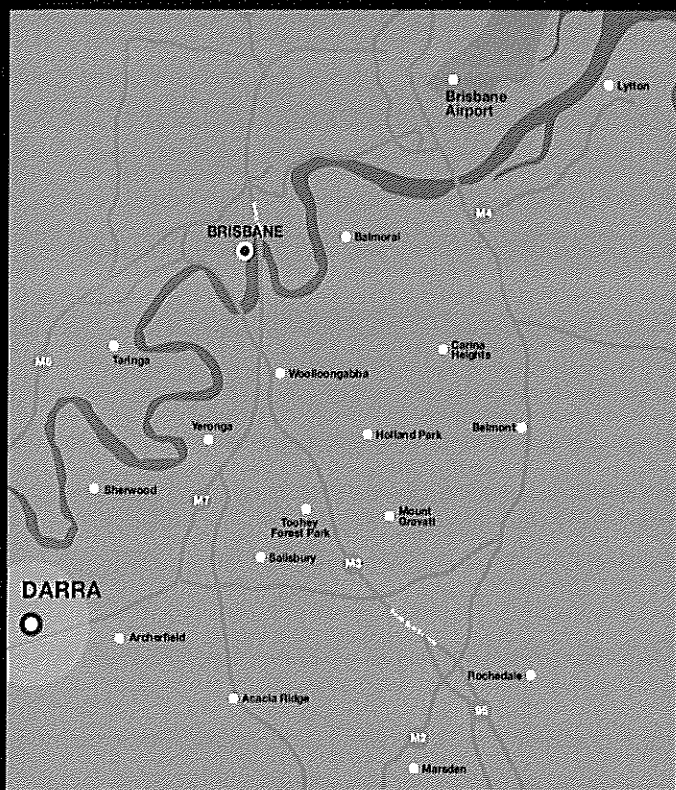 Brisbane
Airport
Lytton
M4
BRISBANE
Balmoral
Carina
Heights
M5
Taringa
Woolloongabba
Yeronga
Holland Park
Belmont
Sherwood
M7
Toohey
Forest Park
Mount
Gravatt
Salisbury
M3
DARRA
Archerfield
Rochedale
Acacia Ridge
95
M2
Marsden